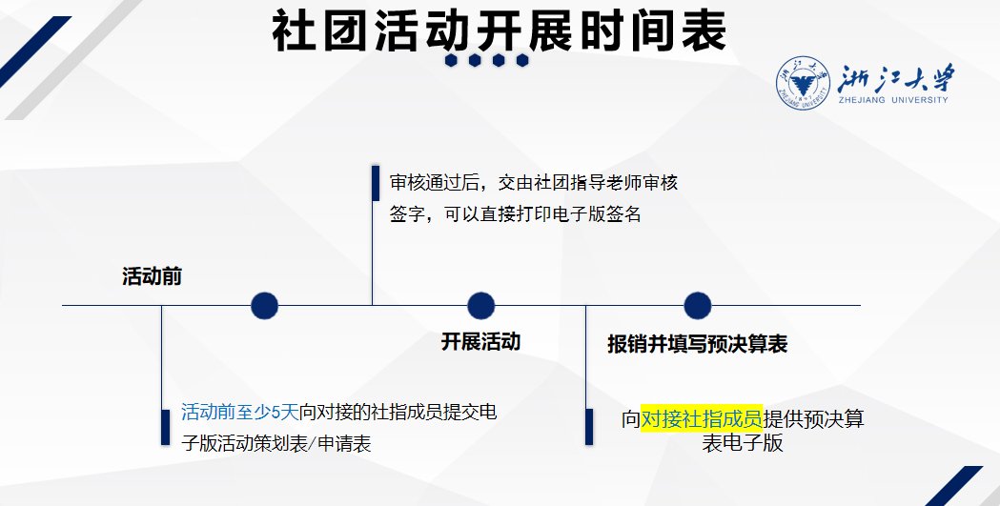 社团活动开展时间表
浙江大学
ZHEJIANG UNIVERSITY
审核通过后，交由社团指导老师审核
签字，可以直接打印电子版签名
活动前
开展活动
报销并填写预决算表
活动前至少5天向对接的社指成员提交电
子版活动策划表/申请表
向对接社指成员提供预决算
表电子版